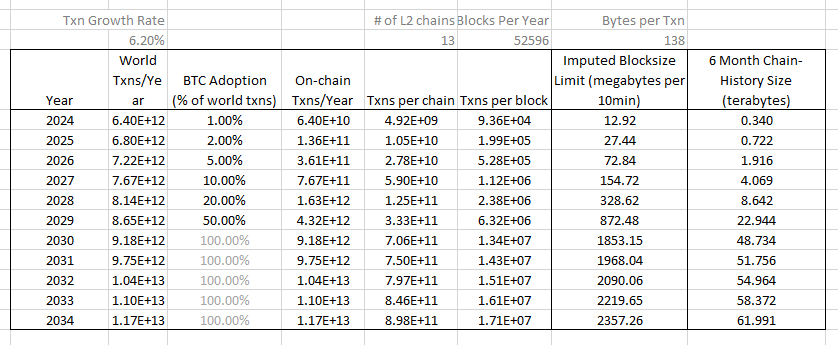 Txn Growth Rate # of L2 chains Blocks Per Year Bytes per Txn
6.20% 13 52596 138
World Imputed Blocksize 6 Month Chain-
Txns/Ye BTC Adoption On-chain Limit (megabytes per History Size
Year ar (% of world txns) Txns/Year Txns per chain Txns per block 10min) (terabytes)
2024 6.40E+12 1.00% 6.40E+10 4.92E+09 9.36E+04 12.92 0.340
2025 6.80E+12 2.00% 1.36E+11 1.05E+10 1.99E+05 27.44 0.722
2026 7.22E+12 5.00% 3.61E+11 2.78E+10 5.28E+05 72.84 1.916
2027 7.67E+12 10.00% 7.67E+11 5.90E+10 1.12E+06 154.72 4.069
2028 8.14E+12 20.00% 1.63E+12 1.25E+11 2.38E+06 328.62 8.642
2029 8.65E+12 50.00% 4.32E+12 3.33E+11 6.32E+06 872.48 22.944
2030 9.18E+12 100.00% 9.18E+12 7.06E+11 1.34E+07 1853.15 48.734
2031 9.75E+12 100.00% 9.75E+12 7.50E+11 1.43E+07 1968.04 51.756
2032 1.04E+13 100.00% 1.04E+13 7.97E+11 1.51E+07 2090.06 54.964
2033 1.10E+13 100.00% 1.10E+13 8.46E+11 1.61E+07 2219.65 58.372
2034 1.17E+13 100.00% 1.17E+13 8.98E+11 1.71E+07 2357.26 61.991